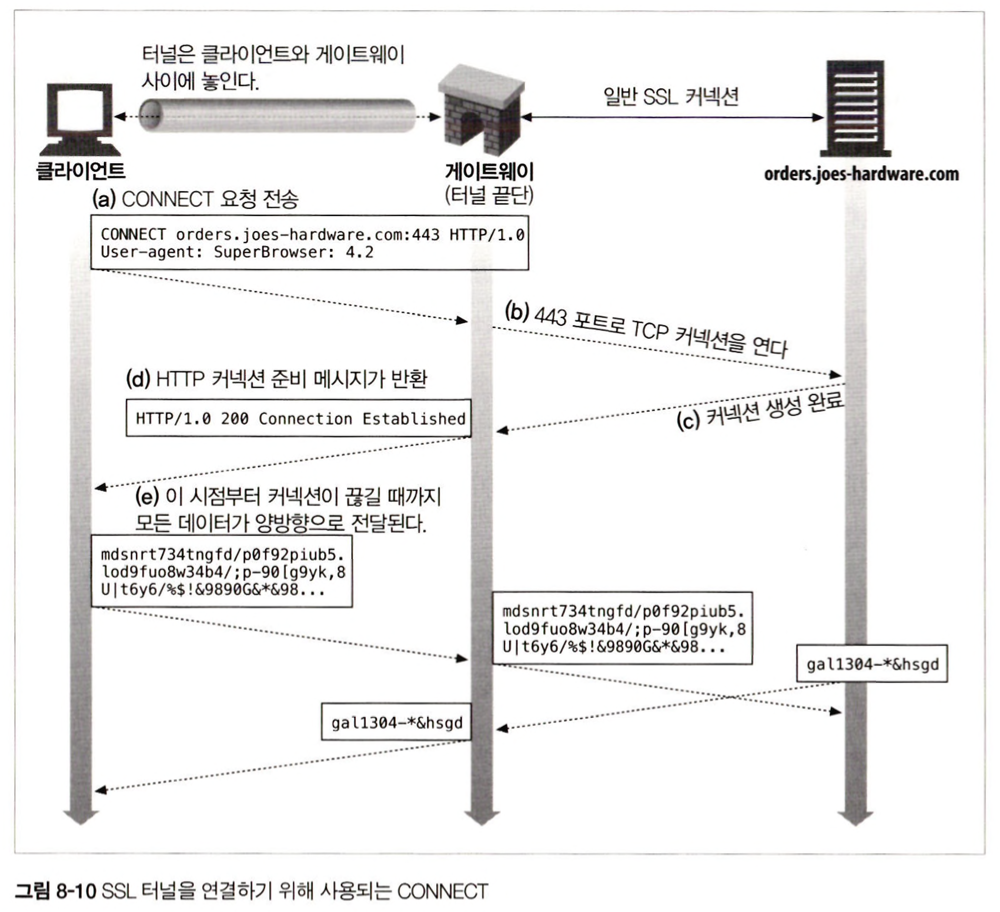 터널은 클라이언트와 게이트웨이
사이에 놓인다.
일반 SSL 커넥션
클라이언트
게이트웨이
(터널 끝단)
orders.joes-hardware.com
(a) CONNECT 요청 전송
CONNECT orders.joes-hardware.com:443 HTTP/1.0
User-agent: SuperBrowser: 4.2
(b) 443 포트로 TCP 커넥션을 연다
(c) 커넥션 생성 완료
(d) HTTP 커넥션 준비 메시지가 반환
HTTP/1.0 200 Connection Established
(e) 이 시점부터 커넥션이 끊길 때까지
모든 데이터가 양방향으로 전달된다.
mdsnrt734tngfd/p0f92piub5.
lod9fuo8w34b4/;p-90[g9yk,8
U|t6y6/%$!&9890G&*&98...
mdsnrt734tngfd/p0f92piub5.
lod9fuo8w34b4/;p-90[g9yk,8
U|t6y6/%$!&9890G&*&98...
gal1304-*&hsgd
gal1304-*&hsgd
그림 8-10 SSL 터널을 연결하기 위해 사용되는 CONNECT